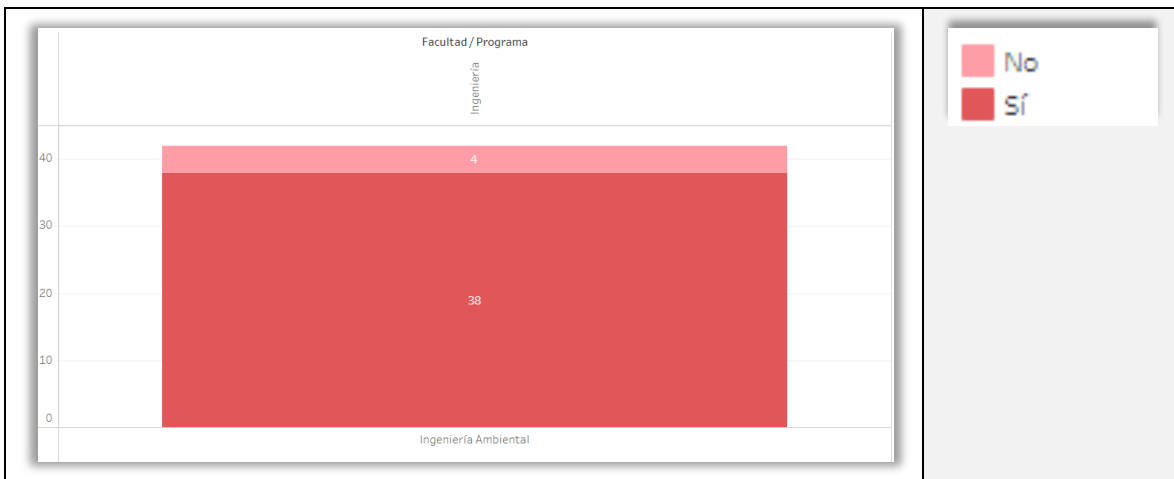 Facultad / Programa
Ingeniería
40
30
20
10
0
4
38
Ingeniería Ambiental
No
Sí